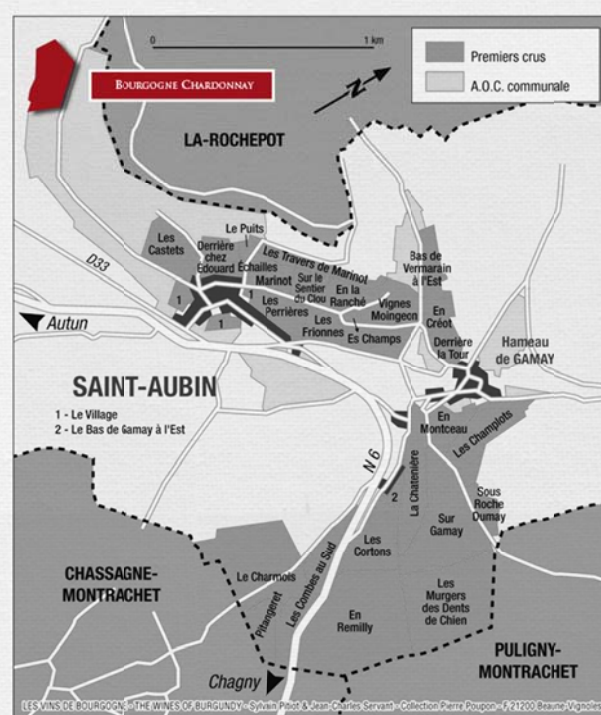 0
1 km
Premiers crus
A.O.C. communale
BOURGOGNE CHARDONNAY
N
LA-ROCHEPOT
Les
Castets
Derrière
chez
Édouard
Le Puits
Échailles
Les Travers de Marinot
Marinot
Sur le
Sentier
du Clou
En la
Ranché
Bas de
Vermarain
à l'Est
D33
Autun
1
1
1
Les
Perrières
Les
Frionnes
Es Champs
Vignes
Moingeon
En
Créot
Derrière
la Tour
Hameau
de GAMAY
SAINT-AUBIN
1 - Le Village
2 - Le Bas de Gamay à l'Est
En
Montceau
Les Champlots
N 6
2
La Chatenière
Sous
Roche
Dumay
Sur
Gamay
Les
Cortons
CHASSAGNE-
MONTRACHET
Le Charmois
Pitangeret
Les Combes au Sud
En
Remilly
Les
Murgers
des Dents
de Chien
PULIGNY-
MONTRACHET
Chagny
LES VINS DE BOURGOGNE - THE WINES OF BURGUNDY - Sylvain Pitiot & Jean-Charles Servant - Collection Pierre Poupon - F-21200 Beaune-Vignoles